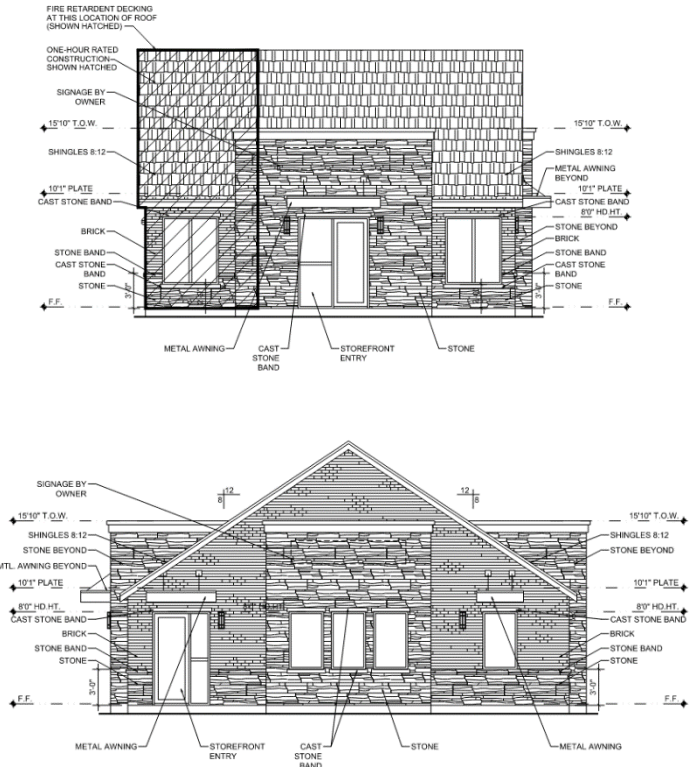 FIRE RETARDENT DECKING
AT THIS LOCATION OF ROOF
(SHOWN HATCHED)
ONE-HOUR RATED
CONSTRUCTION
SHOWN HATCHED
SIGNAGE BY
OWNER
15'10" T.O.W.
SHINGLES 8:12
10'1" PLATE
CAST STONE BAND
BRICK
STONE BAND
CAST STONE
BAND
STONE
F.F.
3'-0"
15'10" T.O.W.
SHINGLES 8:12
METAL AWNING
BEYOND
10'1" PLATE
CAST STONE BAND
8'0" HD.HT.
STONE BEYOND
BRICK
STONE BAND
CAST STONE
BAND
STONE
F.F.
3'-0"
METAL AWNING
CAST
STONE
BAND
STOREFRONT
ENTRY
STONE
SIGNAGE BY
OWNER
12
8
12
8
15'10" T.O.W.
SHINGLES 8:12
STONE BEYOND
MTL. AWNING BEYOND
10'1" PLATE
8'0" HD.HT.
CAST STONE BAND
BRICK
STONE BAND
STONE
3'-0"
F.F.
15'10" T.O.W.
SHINGLES 8:12
STONE BEYOND
10'1" PLATE
8'0" HD.HT.
CAST STONE BAND
BRICK
STONE BAND
STONE
3'-0"
F.F.
METAL AWNING
STOREFRONT
ENTRY
CAST
STONE
BAND
STONE
METAL AWNING